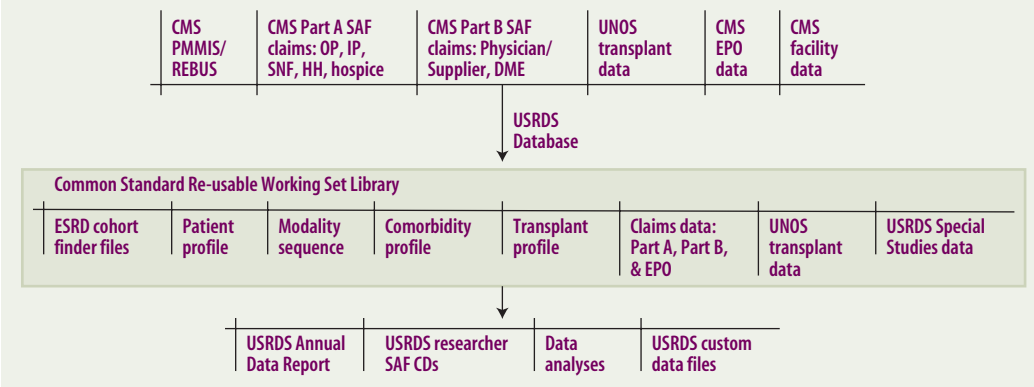 CMS
PMMIS/
REBUS
CMS Part A SAF
claims: OP, IP,
SNF, HH, hospice
CMS Part B SAF
claims: Physician/
Supplier, DME
UNOS
transplant
data
CMS
EPO
data
CMS
facility
data
USRDS
Database
Common Standard Re-usable Working Set Library
ESRD cohort
finder files
Patient
profile
Modality
sequence
Comorbidity
profile
Transplant
profile
Claims data:
Part A, Part B,
& EPO
UNOS
transplant
data
USRDS Special
Studies data
USRDS Annual
Data Report
USRDS researcher
SAF CDs
Data
analyses
USRDS custom
data files